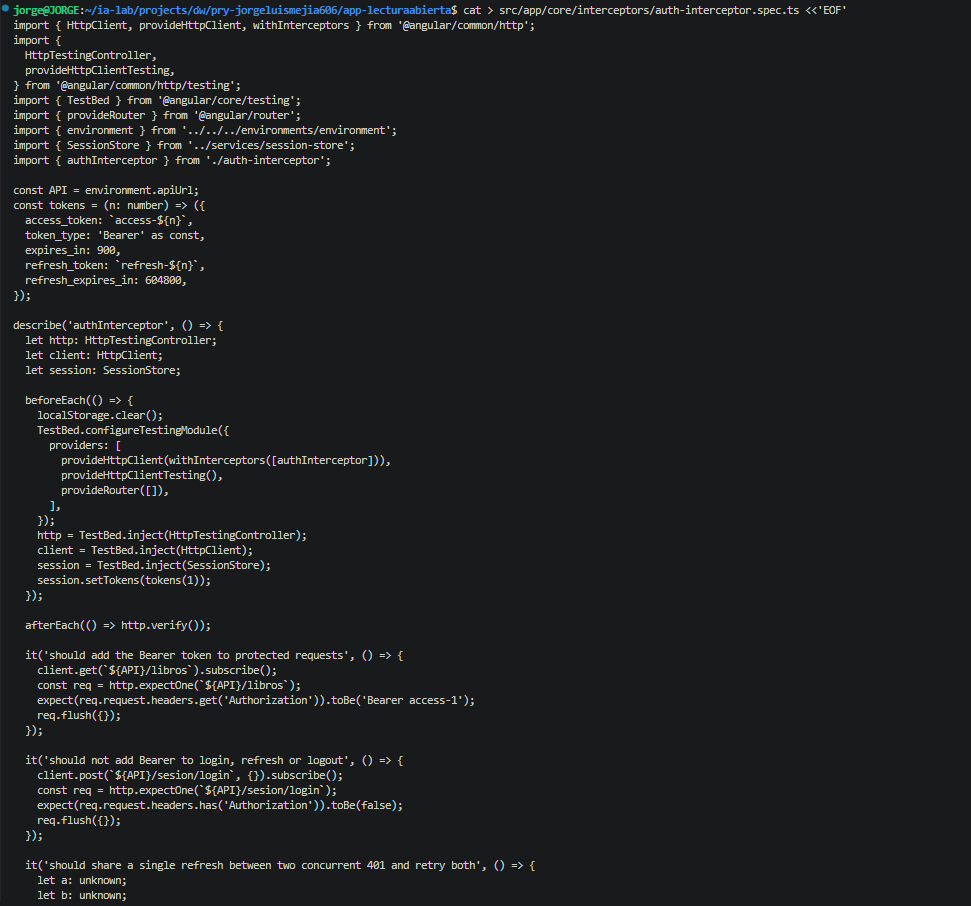 jorge@JORGE:~/ia-lab/projects/dw/pry-jorgeluismejia606/app-lecturaabierta$ cat > src/app/core/interceptors/auth-interceptor.spec.ts <<'EOF'
import { HttpClient, provideHttpClient, withInterceptors } from '@angular/common/http';
import {
  HttpTestingController,
  provideHttpClientTesting,
} from '@angular/common/http/testing';
import { TestBed } from '@angular/core/testing';
import { provideRouter } from '@angular/router';
import { environment } from '../../../environments/environment';
import { SessionStore } from '../services/session-store';
import { authInterceptor } from './auth-interceptor';

const API = environment.apiUrl;
const tokens = (n: number) => ({
  access_token: `access-${n}`,
  token_type: 'Bearer' as const,
  expires_in: 900,
  refresh_token: `refresh-${n}`,
  refresh_expires_in: 604800,
});

describe('authInterceptor', () => {
  let http: HttpTestingController;
  let client: HttpClient;
  let session: SessionStore;

  beforeEach(() => {
    localStorage.clear();
    TestBed.configureTestingModule({
      providers: [
        provideHttpClient(withInterceptors([authInterceptor])),
        provideHttpClientTesting(),
        provideRouter([]),
      ],
    });
    http = TestBed.inject(HttpTestingController);
    client = TestBed.inject(HttpClient);
    session = TestBed.inject(SessionStore);
    session.setTokens(tokens(1));
  });

  afterEach(() => http.verify());

  it('should add the Bearer token to protected requests', () => {
    client.get(`${API}/libros`).subscribe();
    const req = http.expectOne(`${API}/libros`);
    expect(req.request.headers.get('Authorization')).toBe('Bearer access-1');
    req.flush({});
  });

  it('should not add Bearer to login, refresh or logout', () => {
    client.post(`${API}/sesion/login`, {}).subscribe();
    const req = http.expectOne(`${API}/sesion/login`);
    expect(req.request.headers.has('Authorization')).toBe(false);
    req.flush({});
  });

  it('should share a single refresh between two concurrent 401 and retry both', () => {
    let a: unknown;
    let b: unknown;